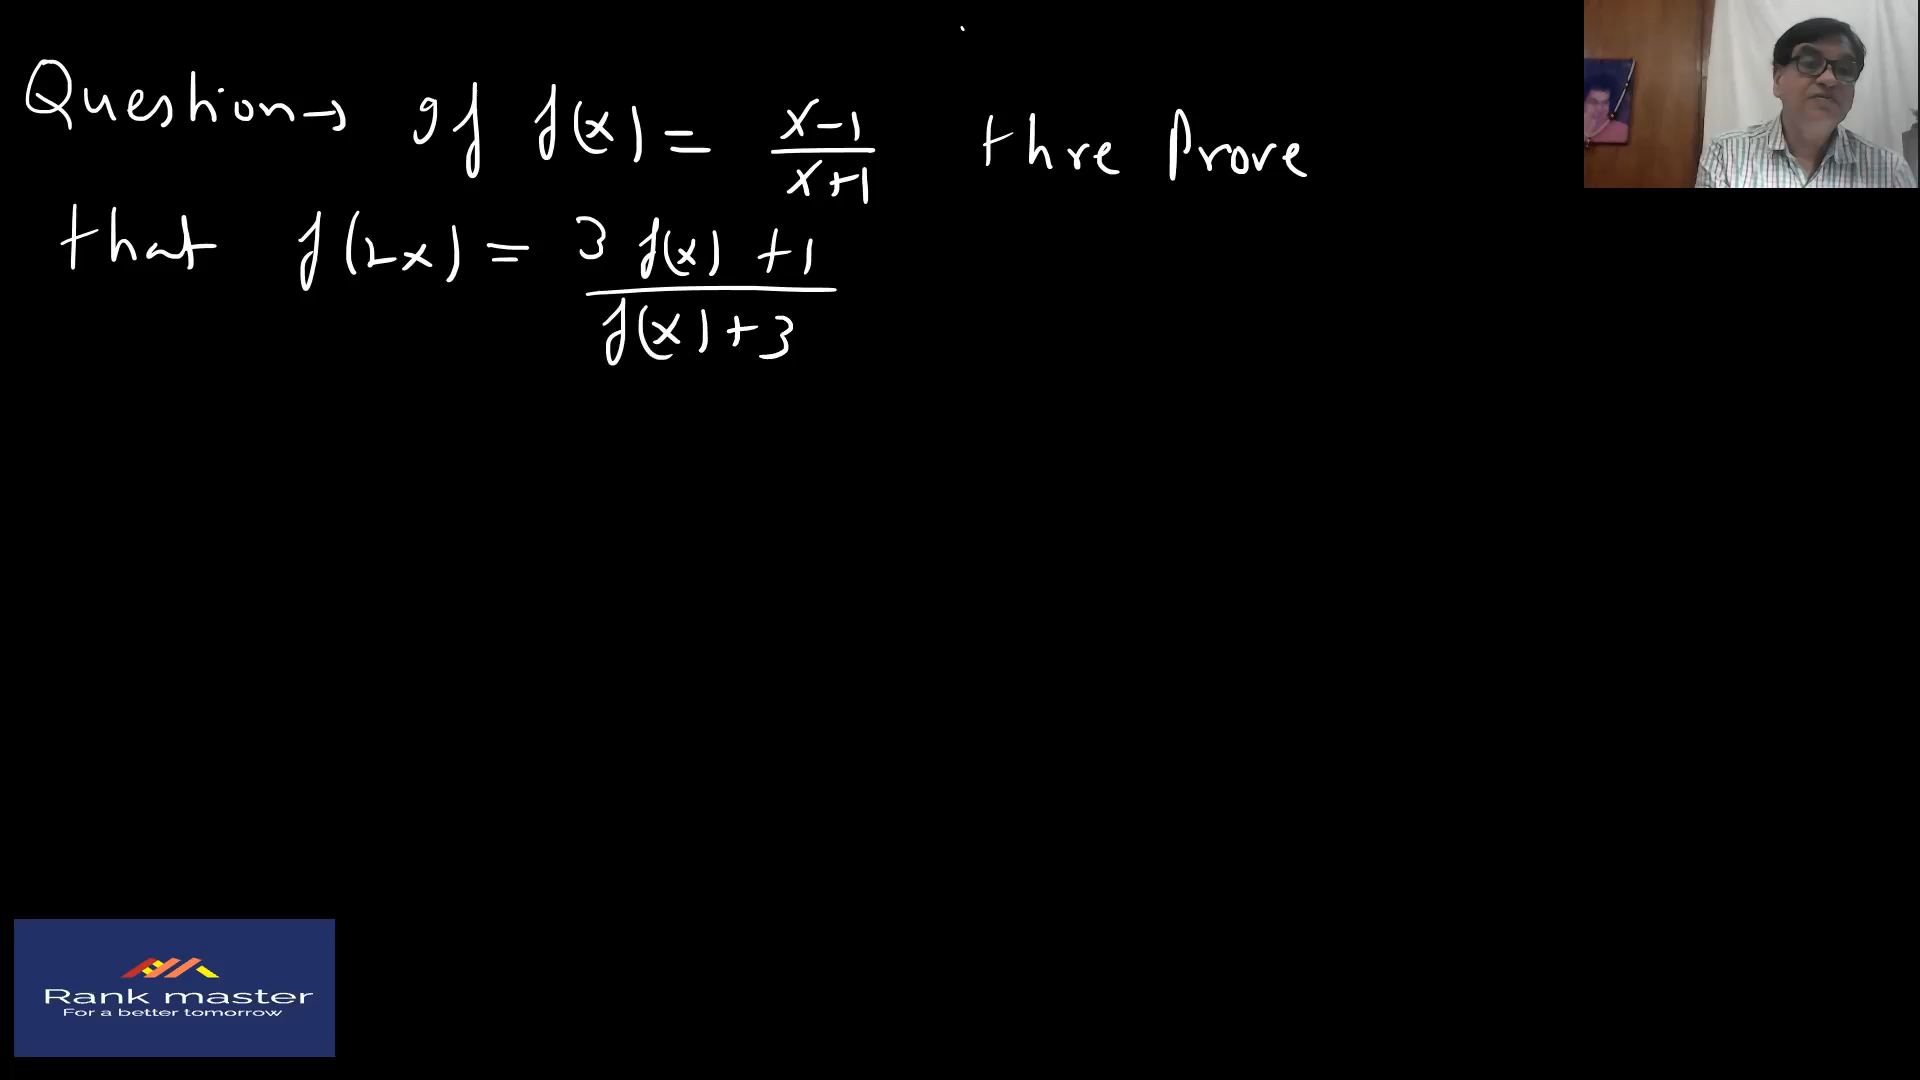 Question→ If f(x) = x-1 / x+1 thre Prove
that f(2x) = 3 f(x) +1 / f(x)+3
Rank master
For a better tomorrow